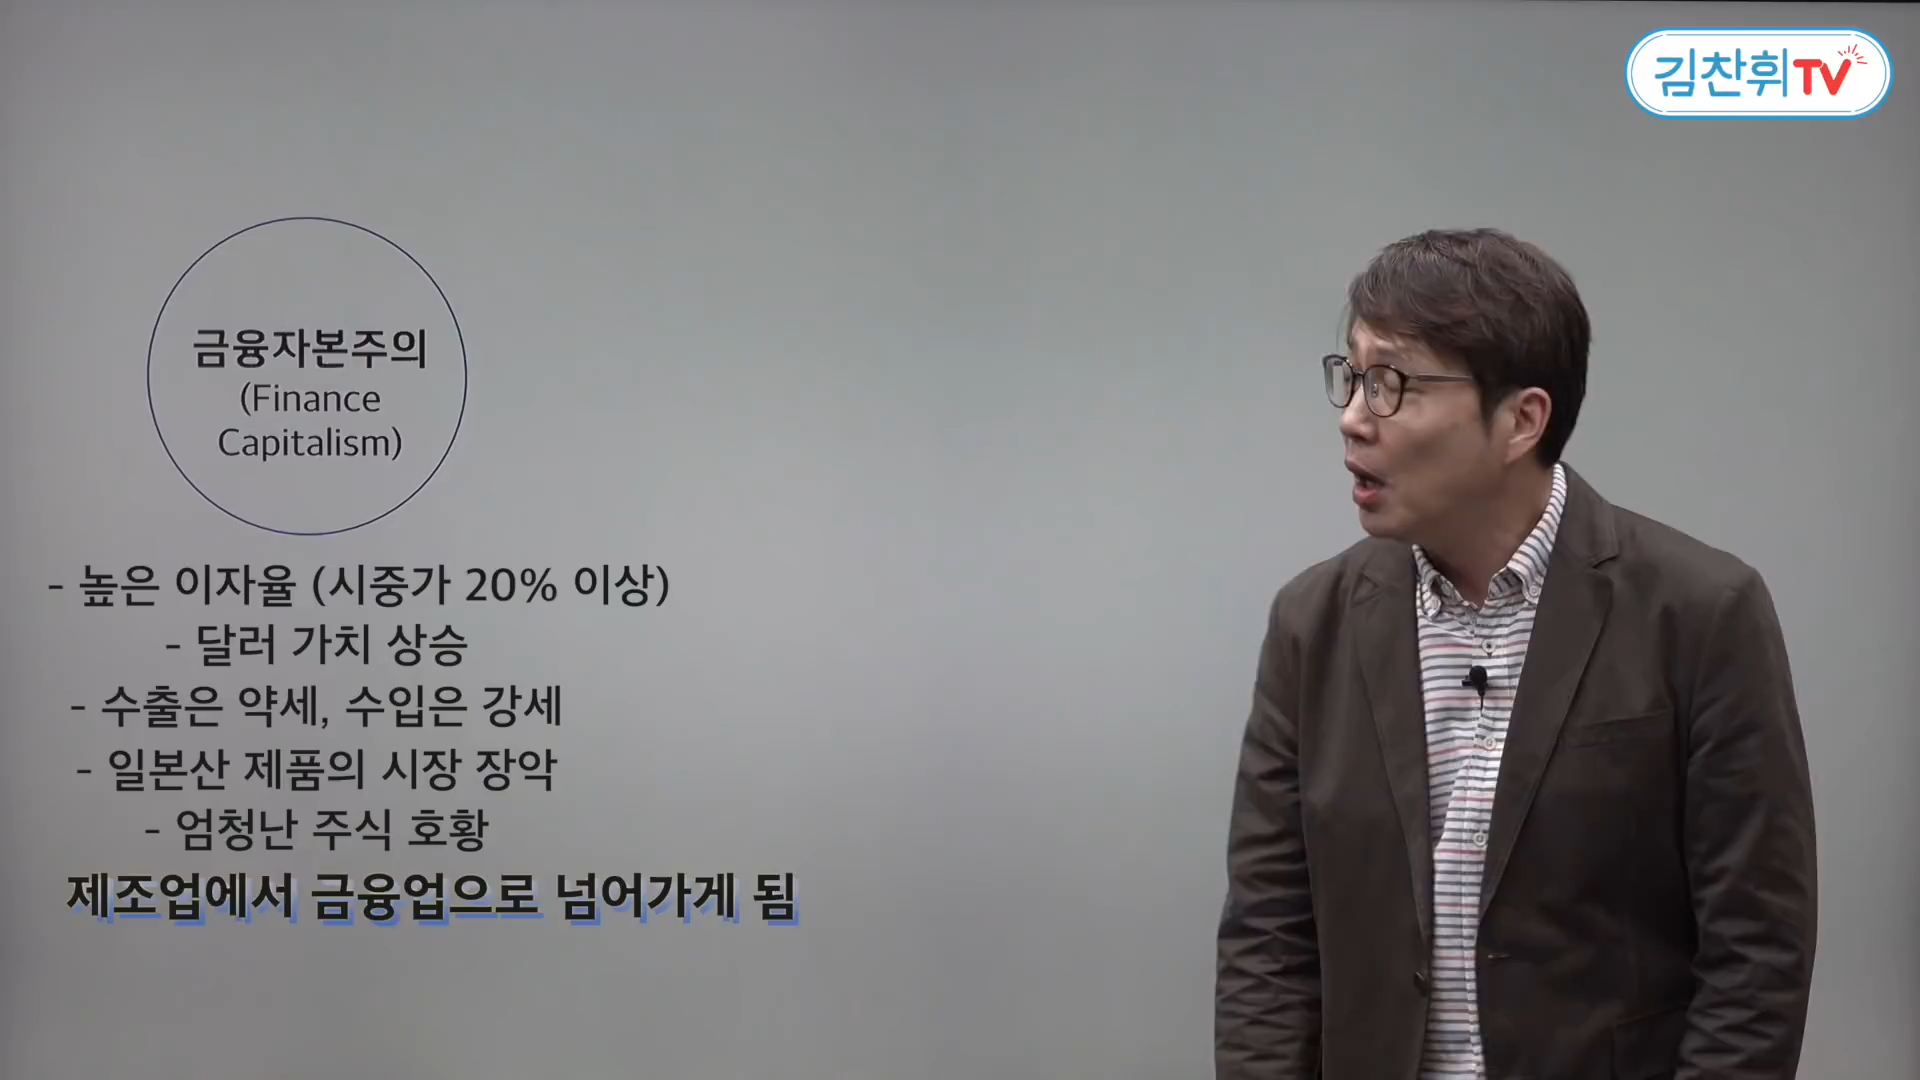 김찬휘TV
금융자본주의
(Finance
Capitalism)
- 높은 이자율 (시중가 20% 이상)
- 달러 가치 상승
- 수출은 약세, 수입은 강세
- 일본산 제품의 시장 장악
- 엄청난 주식 호황
제조업에서 금융업으로 넘어가게 됨